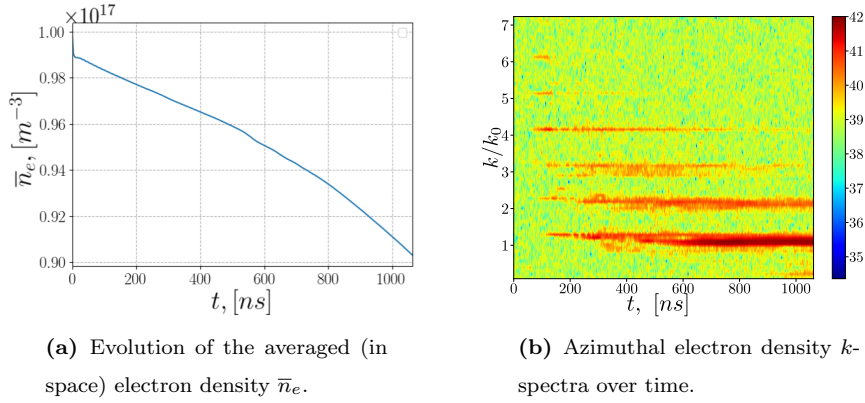 ×10¹⁷
1.00
0.98
0.96
0.94
0.92
0.90
n̅ₑ, [m⁻³]
0 200 400 600 800 1000
t, [ns]
7
6
5
4
3
2
1
k/k₀
0 200 400 600 800 1000
t, [ns]
42
41
40
39
38
37
36
35
(a) Evolution of the averaged (in
space) electron density n̅ₑ.
(b) Azimuthal electron density k-
spectra over time.